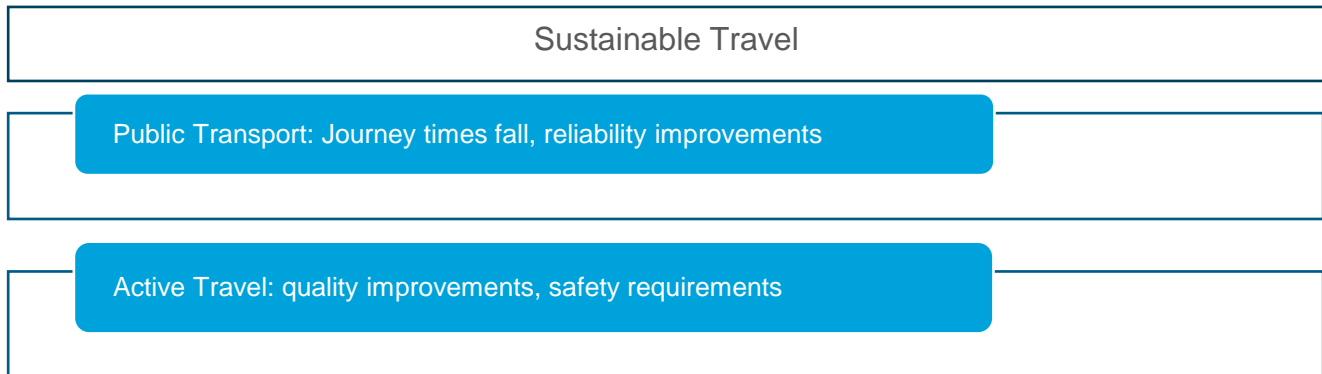 Sustainable Travel
Public Transport: Journey times fall, reliability improvements
Active Travel: quality improvements, safety requirements